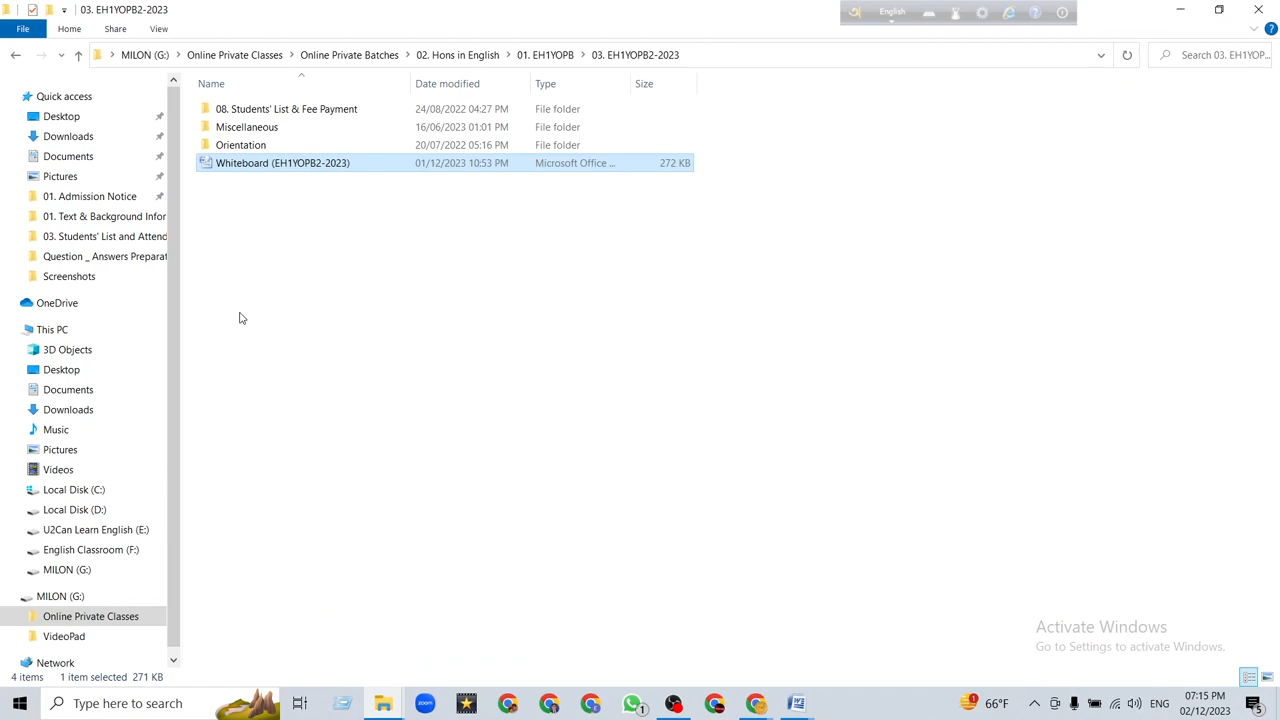 03. EH1YOPB2-2023
English
File
Home
Share
View
MILON (G:)
Online Private Classes
Online Private Batches
02. Hons in English
01. EH1YOPB
03. EH1YOPB2-2023
Search 03. EH1YOP...
Name
Date modified
Type
Size
08. Students' List & Fee Payment
24/08/2022 04:27 PM
File folder
Miscellaneous
16/06/2023 01:01 PM
File folder
Orientation
20/07/2022 05:16 PM
File folder
Whiteboard (EH1YOPB2-2023)
01/12/2023 10:53 PM
Microsoft Office ...
272 KB
Quick access
Desktop
Downloads
Documents
Pictures
01. Admission Notice
01. Text & Background Infor
03. Students' List and Attend
Question _ Answers Preparat
Screenshots
OneDrive
This PC
3D Objects
Desktop
Documents
Downloads
Music
Pictures
Videos
Local Disk (C:)
Local Disk (D:)
U2Can Learn English (E:)
English Classroom (F:)
MILON (G:)
MILON (G:)
Online Private Classes
VideoPad
Network
Activate Windows
Go to Settings to activate Windows.
4 items
1 item selected 271 KB
Type here to search
zoom
1
1
66°F
ENG
07:15 PM
02/12/2023
5